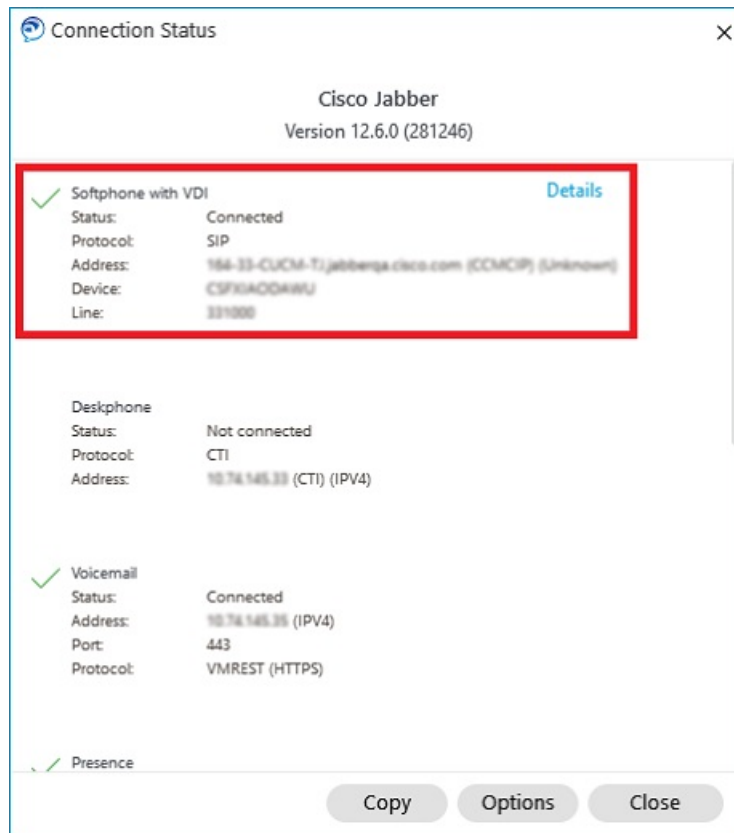 Connection Status
Cisco Jabber
Version 12.6.0 (281246)
Softphone with VDI Details
Status: Connected
Protocol: SIP
Address: (CCMCIP) (Unknown)
Device:
Line:
Deskphone
Status: Not connected
Protocol: CTI
Address: (CTI) (IPV4)
Voicemail
Status: Connected
Address: (IPV4)
Port: 443
Protocol: VMREST (HTTPS)
Presence
Copy Options Close